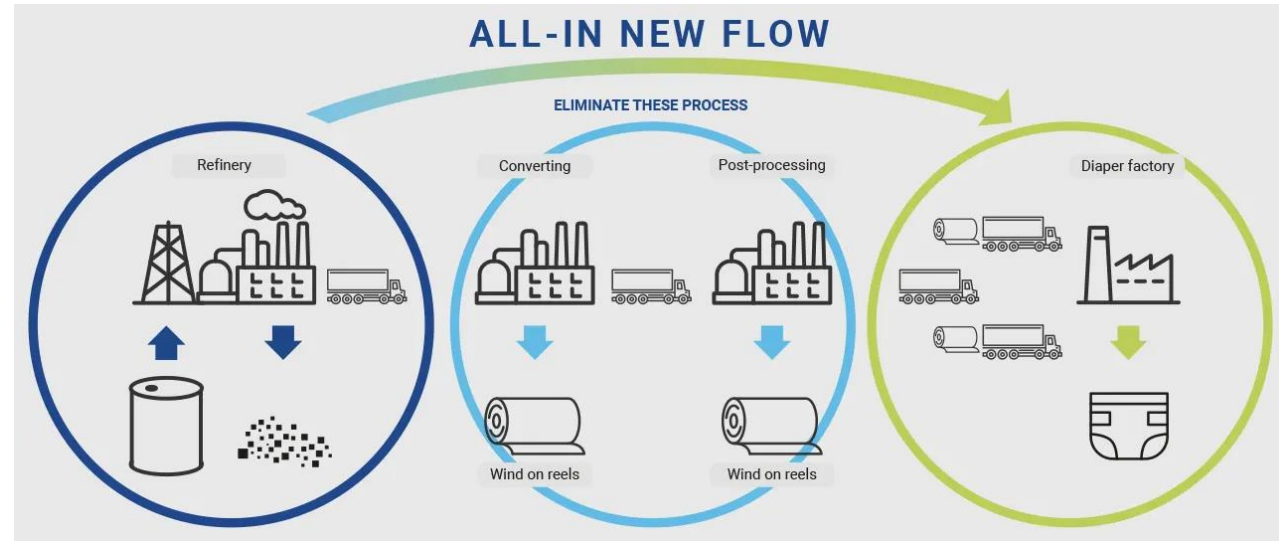 ALL-IN NEW FLOW
ELIMINATE THESE PROCESS
Refinery
Converting
Post-processing
Diaper factory
Wind on reels
Wind on reels